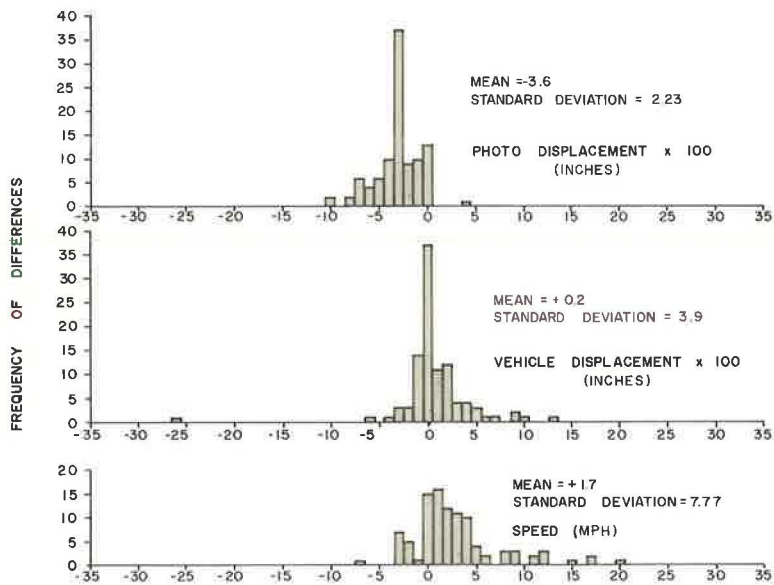 FREQUENCY OF DIFFERENCES
40
35
30
25
20
15
10
5
0
MEAN =-3.6
STANDARD DEVIATION = 2.23
PHOTO DISPLACEMENT x 100
(INCHES)
-35 -30 -25 -20 -15 -10 -5 0 5 10 15 20 25 30 35
40
35
30
25
20
15
10
5
0
MEAN = + 0.2
STANDARD DEVIATION = 3.9
VEHICLE DISPLACEMENT x 100
(INCHES)
-35 -30 -25 -20 -15 -10 -5 0 5 10 15 20 25 30 35
20
15
10
5
0
MEAN = + 1.7
STANDARD DEVIATION = 7.77
SPEED (MPH)
-35 -30 -25 -20 -15 -10 -5 0 5 10 15 20 25 30 35